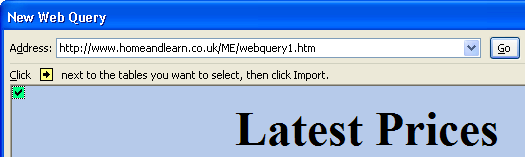 New Web Query
Address: http://www.homeandlearn.co.uk/ME/webquery1.htm Go
Click next to the tables you want to select, then click Import.
Latest Prices